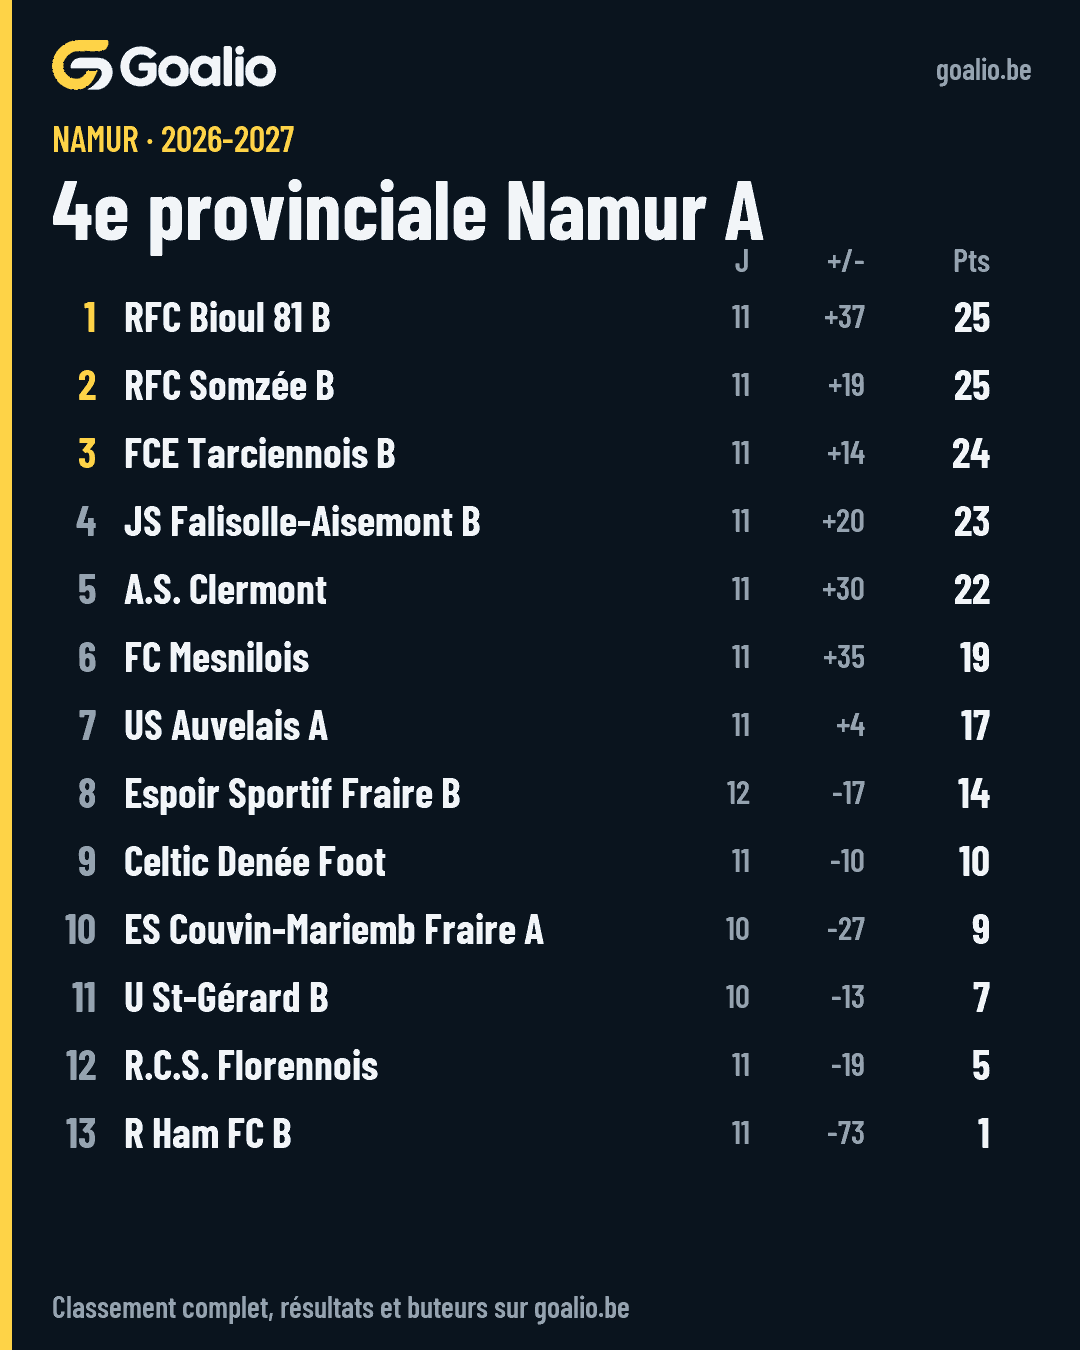 Goalio
goalio.be
NAMUR · 2026-2027
4e provinciale Namur A
J +/- Pts
1 RFC Bioul 81 B 11 +37 25
2 RFC Somzée B 11 +19 25
3 FCE Tarciennois B 11 +14 24
4 JS Falisolle-Aisemont B 11 +20 23
5 A.S. Clermont 11 +30 22
6 FC Mesnilois 11 +35 19
7 US Auvelais A 11 +4 17
8 Espoir Sportif Fraire B 12 -17 14
9 Celtic Denée Foot 11 -10 10
10 ES Couvin-Mariemb Fraire A 10 -27 9
11 U St-Gérard B 10 -13 7
12 R.C.S. Florennois 11 -19 5
13 R Ham FC B 11 -73 1
Classement complet, résultats et buteurs sur goalio.be